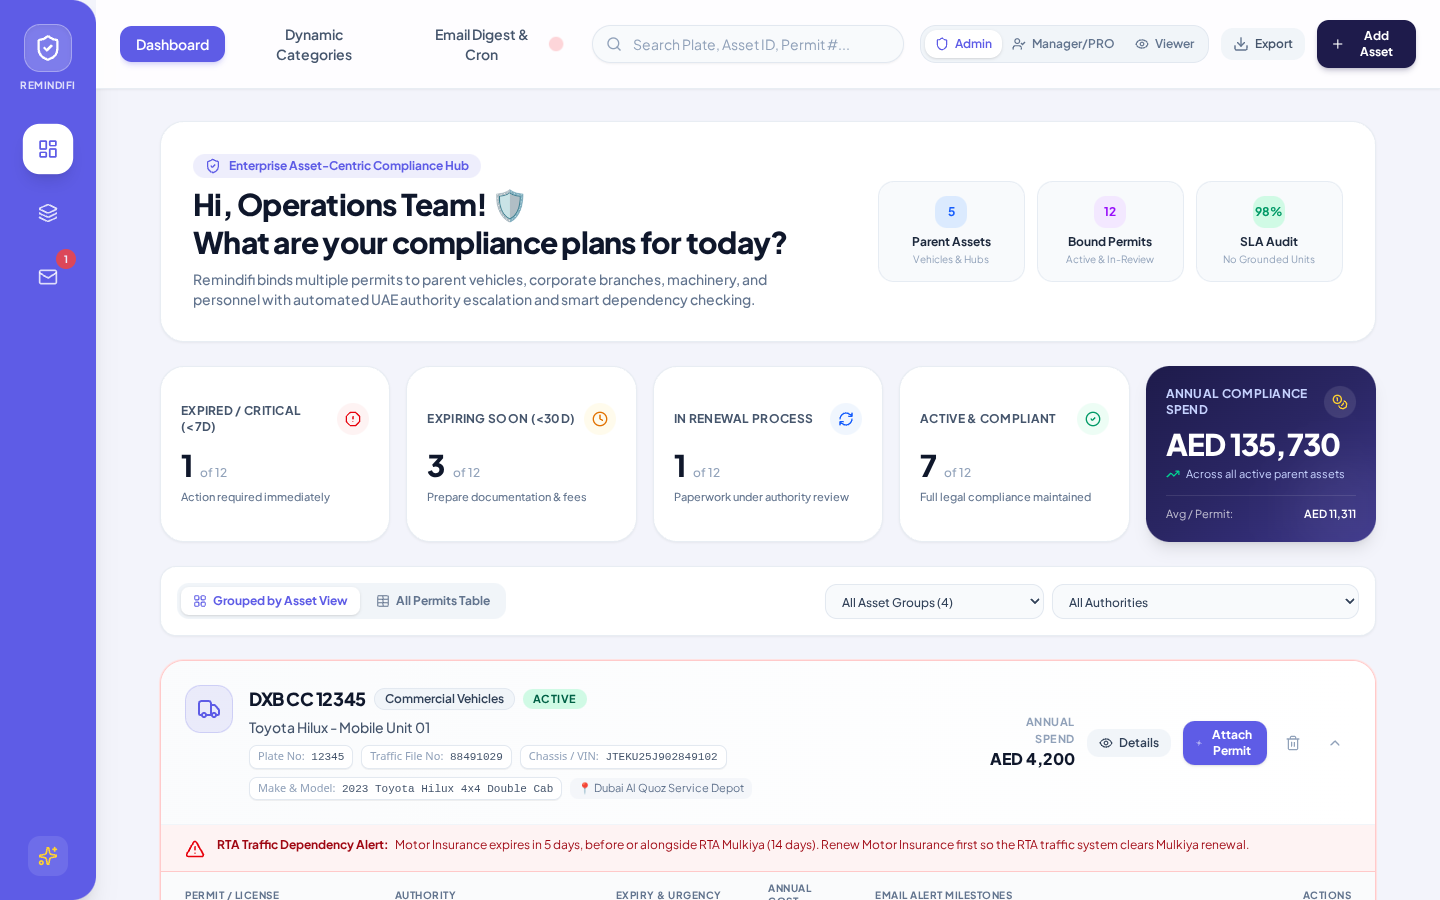 REMINDIFI
1
Dashboard
Dynamic
Categories
Email Digest &
Cron
Search Plate, Asset ID, Permit #...
Admin
Manager/PRO
Viewer
Export
Add
Asset
Enterprise Asset-Centric Compliance Hub
Hi, Operations Team!
What are your compliance plans for today?
Remindifi binds multiple permits to parent vehicles, corporate branches, machinery, and
personnel with automated UAE authority escalation and smart dependency checking.
5
Parent Assets
Vehicles & Hubs
12
Bound Permits
Active & In-Review
98%
SLA Audit
No Grounded Units
EXPIRED / CRITICAL
(<7D)
1 of 12
Action required immediately
EXPIRING SOON (<30D)
3 of 12
Prepare documentation & fees
IN RENEWAL PROCESS
1 of 12
Paperwork under authority review
ACTIVE & COMPLIANT
7 of 12
Full legal compliance maintained
ANNUAL COMPLIANCE
SPEND
AED 135,730
Across all active parent assets
Avg / Permit: AED 11,311
Grouped by Asset View
All Permits Table
All Asset Groups (4)
All Authorities
DXB CC 12345 Commercial Vehicles ACTIVE
Toyota Hilux - Mobile Unit 01
Plate No: 12345 Traffic File No: 88491029 Chassis / VIN: JTEKU25J902849102
Make & Model: 2023 Toyota Hilux 4x4 Double Cab Dubai Al Quoz Service Depot
ANNUAL
SPEND
AED 4,200
Details
Attach
Permit
RTA Traffic Dependency Alert: Motor Insurance expires in 5 days, before or alongside RTA Mulkiya (14 days). Renew Motor Insurance first so the RTA traffic system clears Mulkiya renewal.
PERMIT / LICENSE
AUTHORITY
EXPIRY & URGENCY
ANNUAL
COST
EMAIL ALERT MILESTONES
ACTIONS